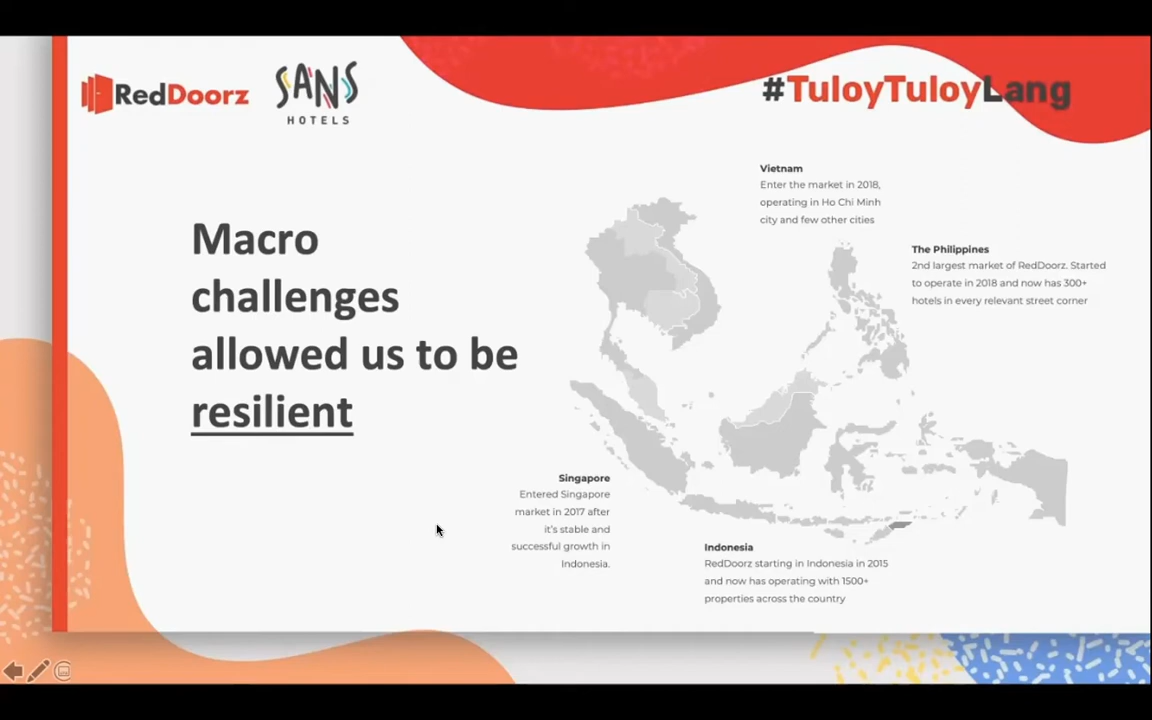 RedDoorz
SANS
HOTELS
#TuloyTuloyLang
Macro
challenges
allowed us to be
resilient
Vietnam
Enter the market in 2018,
operating in Ho Chi Minh
city and few other cities
The Philippines
2nd largest market of RedDoorz. Started
to operate in 2018 and now has 300+
hotels in every relevant street corner
Singapore
Entered Singapore
market in 2017 after
it's stable and
successful growth in
Indonesia.
Indonesia
RedDoorz starting in Indonesia in 2015
and now has operating with 1500+
properties across the country